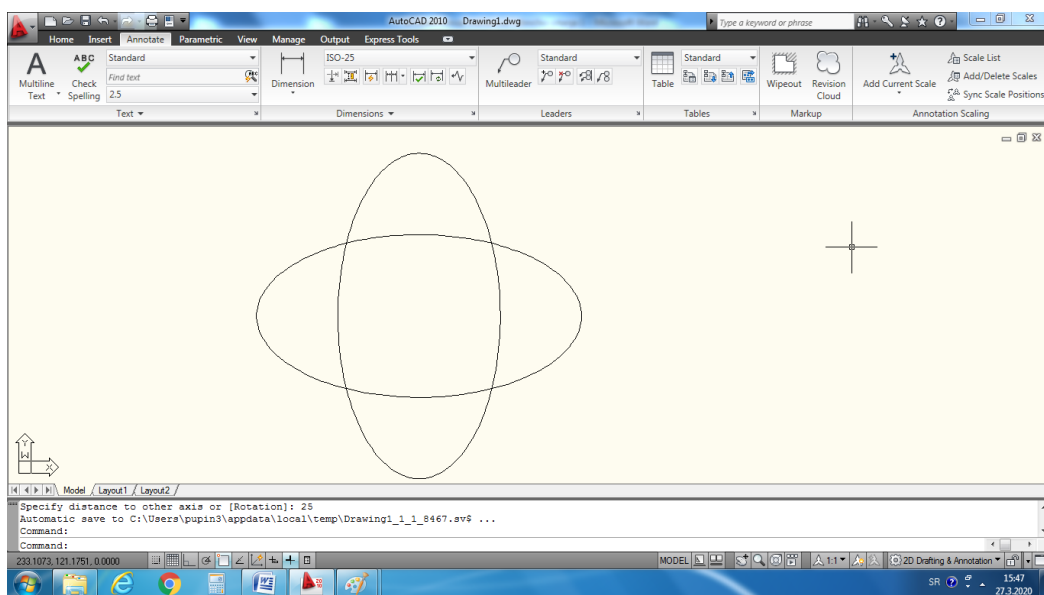 AutoCAD 2010 Drawing1.dwg
Type a keyword or phrase
Home Insert Annotate Parametric View Manage Output Express Tools
A
Multiline
Text
ABC
Check
Spelling
Standard
Find text
2.5
Dimension
ISO-25
Multileader
Standard
Table
Standard
Wipeout
Revision
Cloud
Add Current Scale
Scale List
Add/Delete Scales
Sync Scale Positions
Text
Dimensions
Leaders
Tables
Markup
Annotation Scaling
Y
W
X
Model Layout1 Layout2
Specify distance to other axis or [Rotation]: 25
Automatic save to C:\Users\pupin3\appdata\local\temp\Drawing1_1_1_8467.sv$ ...
Command:
Command:
233.1073, 121.1751, 0.0000
MODEL
1:1
2D Drafting & Annotation
SR
15:47
27.3.2020